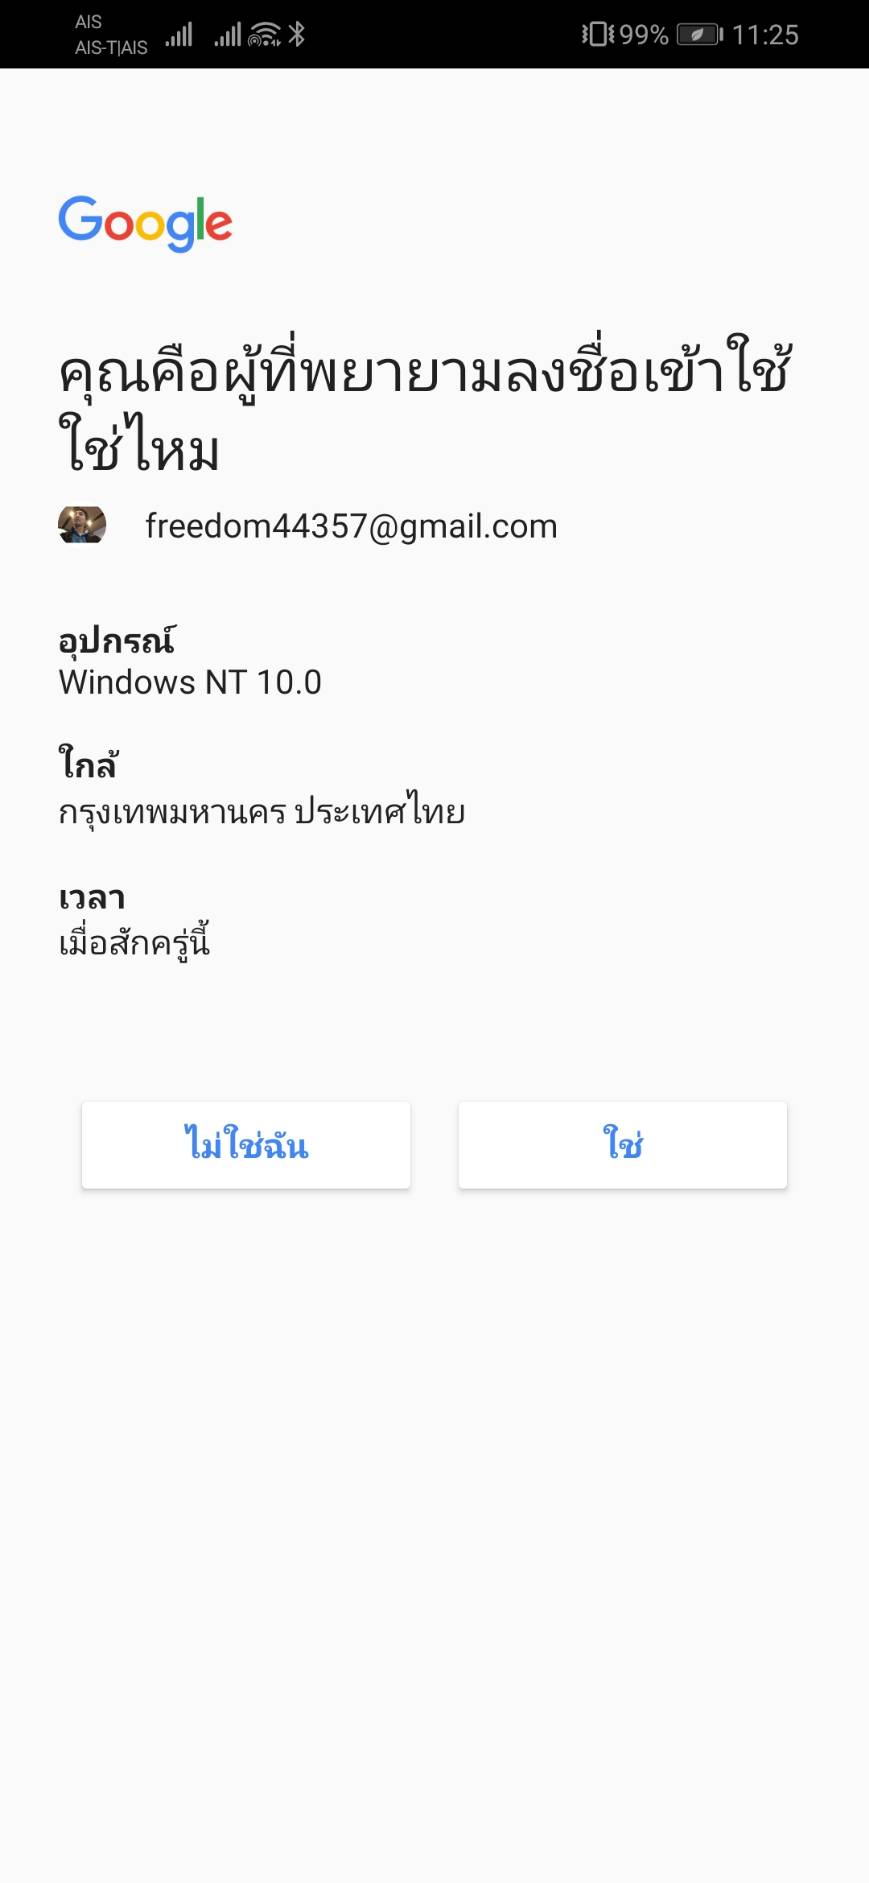 AIS
AIS-T|AIS
99% 11:25
Google
คุณคือผู้ที่พยายามลงชื่อเข้าใช้
ใช่ไหม
freedom44357@gmail.com
อุปกรณ์
Windows NT 10.0
ใกล้
กรุงเทพมหานคร ประเทศไทย
เวลา
เมื่อสักครู่นี้
ไม่ใช่ฉัน ใช่